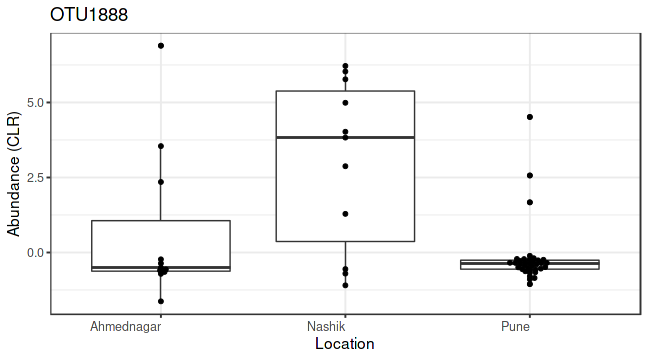 OTU1888
Abundance (CLR)
5.0
2.5
0.0
Ahmednagar Nashik Pune
Location